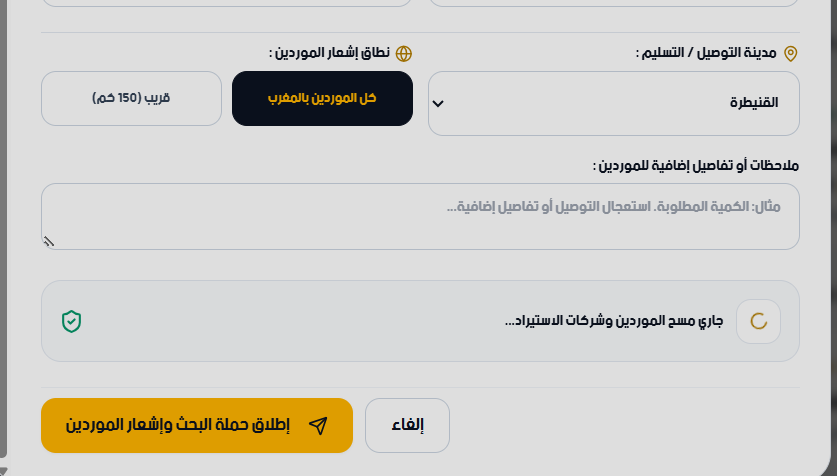 مدينة التوصيل / التسليم :
نطاق إشعار الموردين :
القنيطرة
كل الموردين بالمغرب
قريب (150 كم)
ملاحظات أو تفاصيل إضافية للموردين :
مثال: الكمية المطلوبة، استعجال التوصيل أو تفاصيل إضافية...
جاري مسح الموردين وشركات الاستيراد...
إلغاء
إطلاق حملة البحث وإشعار الموردين